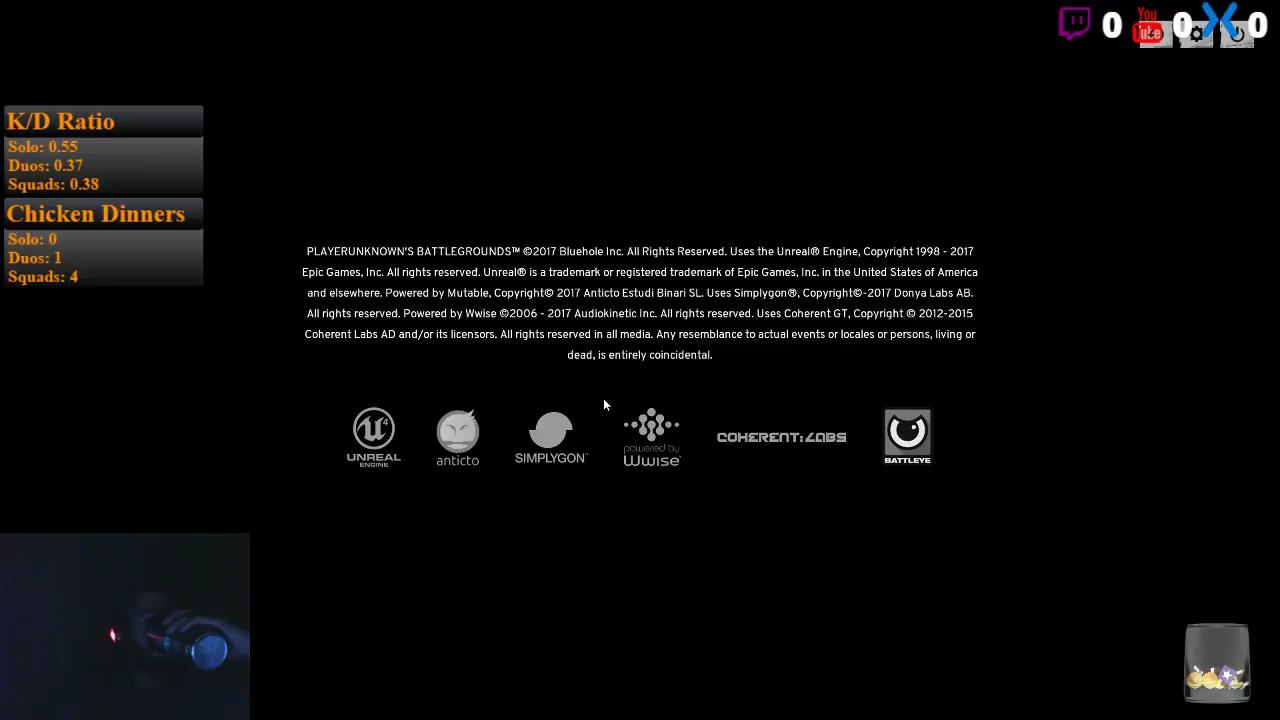 0
You
Tube
0
0
K/D Ratio
Solo: 0.55
Duos: 0.37
Squads: 0.38
Chicken Dinners
Solo: 0
Duos: 1
Squads: 4
PLAYERUNKNOWN'S BATTLEGROUNDS™ ©2017 Bluehole Inc. All Rights Reserved. Uses the Unreal® Engine, Copyright 1998 - 2017
Epic Games, Inc. All rights reserved. Unreal® is a trademark or registered trademark of Epic Games, Inc. in the United States of America
and elsewhere. Powered by Mutable, Copyright© 2017 Anticto Estudi Binari SL. Uses Simplygon®, Copyright©-2017 Donya Labs AB.
All rights reserved. Powered by Wwise ©2006 - 2017 Audiokinetic Inc. All rights reserved. Uses Coherent GT, Copyright © 2012-2015
Coherent Labs AD and/or its licensors. All rights reserved in all media. Any resemblance to actual events or locales or persons, living or
dead, is entirely coincidental.
4
UNREAL
ENGINE
anticto
SIMPLYGON™
powered by
Wwise
COHERENT:LABS
BATTLEYE